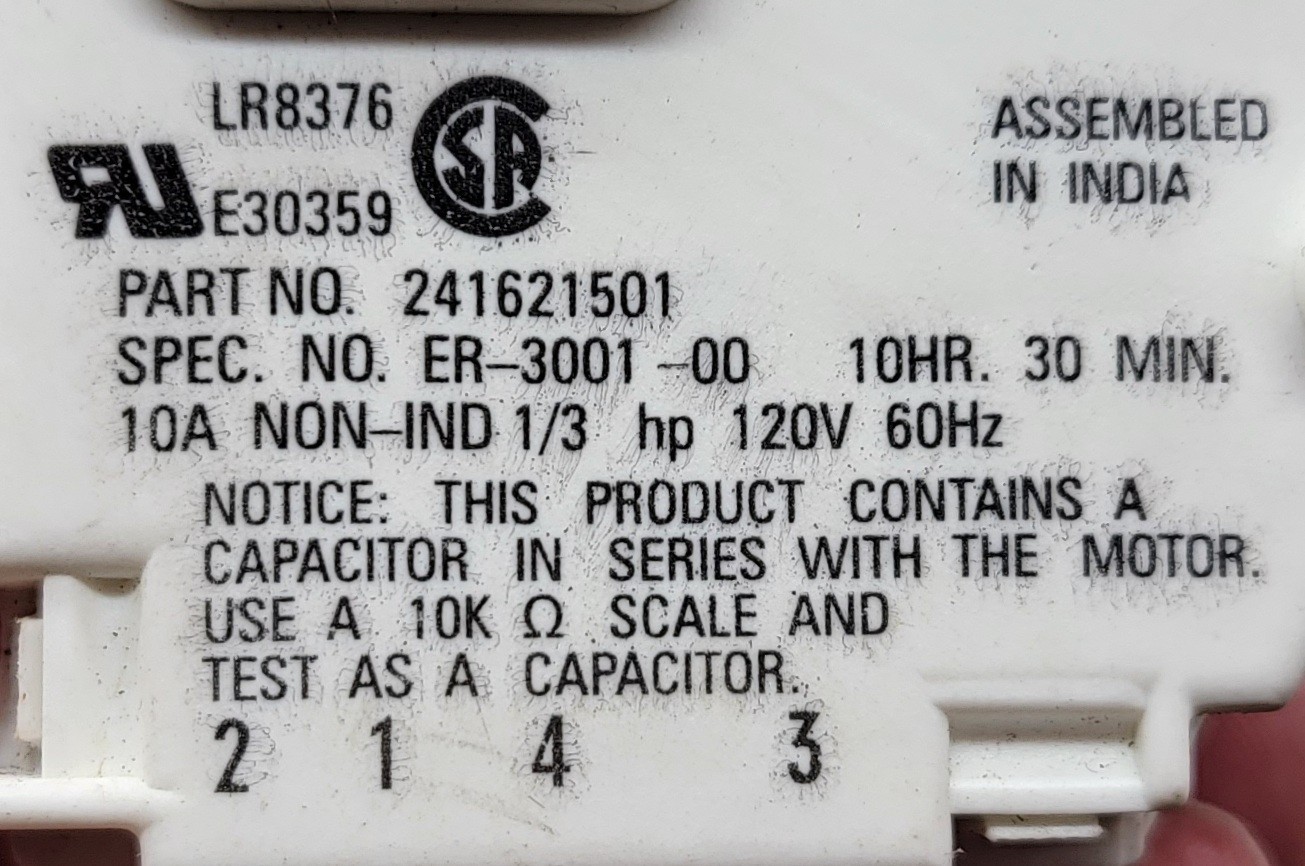 LR8376
E30359
ASSEMBLED
IN INDIA
PART NO. 241621501
SPEC. NO. ER–3001 –00 10HR. 30 MIN.
10A NON–IND 1/3 hp 120V 60Hz
NOTICE: THIS PRODUCT CONTAINS A
CAPACITOR IN SERIES WITH THE MOTOR.
USE A 10K Ω SCALE AND
TEST AS A CAPACITOR.
2 1 4 3